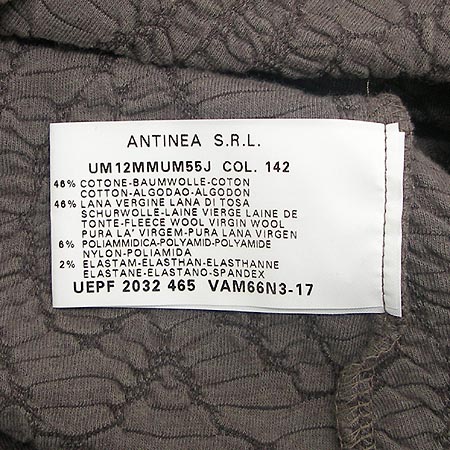 ANTINEA S.R.L.
UM12MMUM55J COL. 142
46% COTONE-BAUMWOLLE-COTON
COTTON-ALGODAO-ALGODON
46% LANA VERGINE LANA DI TOSA
SCHURWOLLE-LAINE VIERGE LAINE DE
TONTE-FLEECE WOOL VIRGIN WOOL
PURA LA' VIRGEM-PURA LANA VIRGEN
6% POLIAMMIDICA-POLYAMID-POLYAMIDE
NYLON-POLIAMIDA
2% ELASTAM-ELASTHAN-ELASTHANNE
ELASTANE-ELASTANO-SPANDEX
UEPF 2032 465 VAM66N3-17